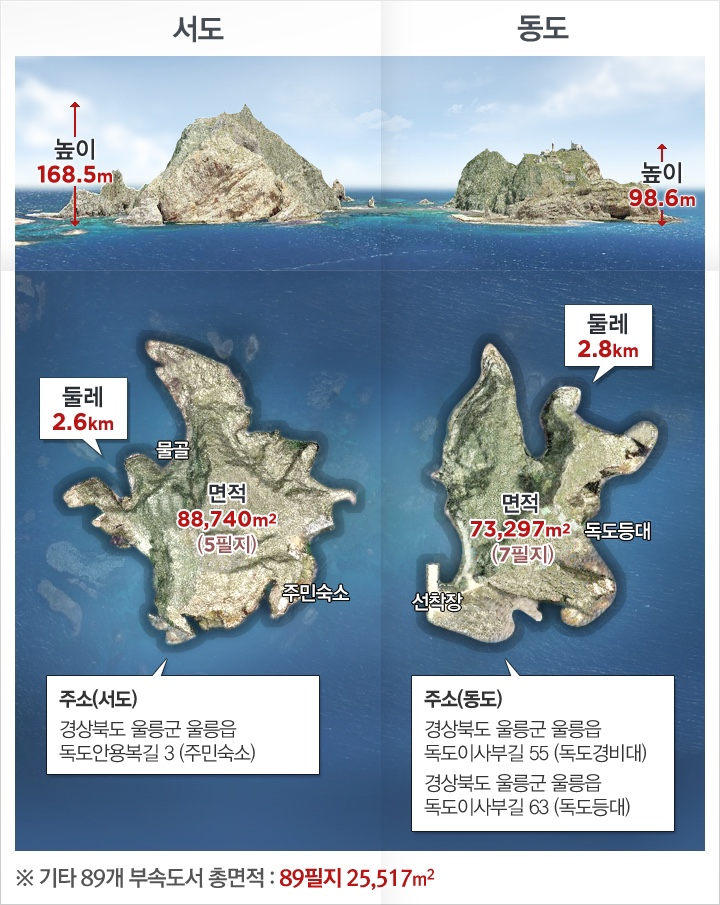 서도
동도
높이
168.5m
높이
98.6m
둘레
2.6km
둘레
2.8km
물골
면적
88,740m²
(5필지)
주민숙소
면적
73,297m²
(7필지)
독도등대
선착장
주소(서도)
경상북도 울릉군 울릉읍
독도안용복길 3 (주민숙소)
주소(동도)
경상북도 울릉군 울릉읍
독도이사부길 55 (독도경비대)
경상북도 울릉군 울릉읍
독도이사부길 63 (독도등대)
※ 기타 89개 부속도서 총면적 : 89필지 25,517m²